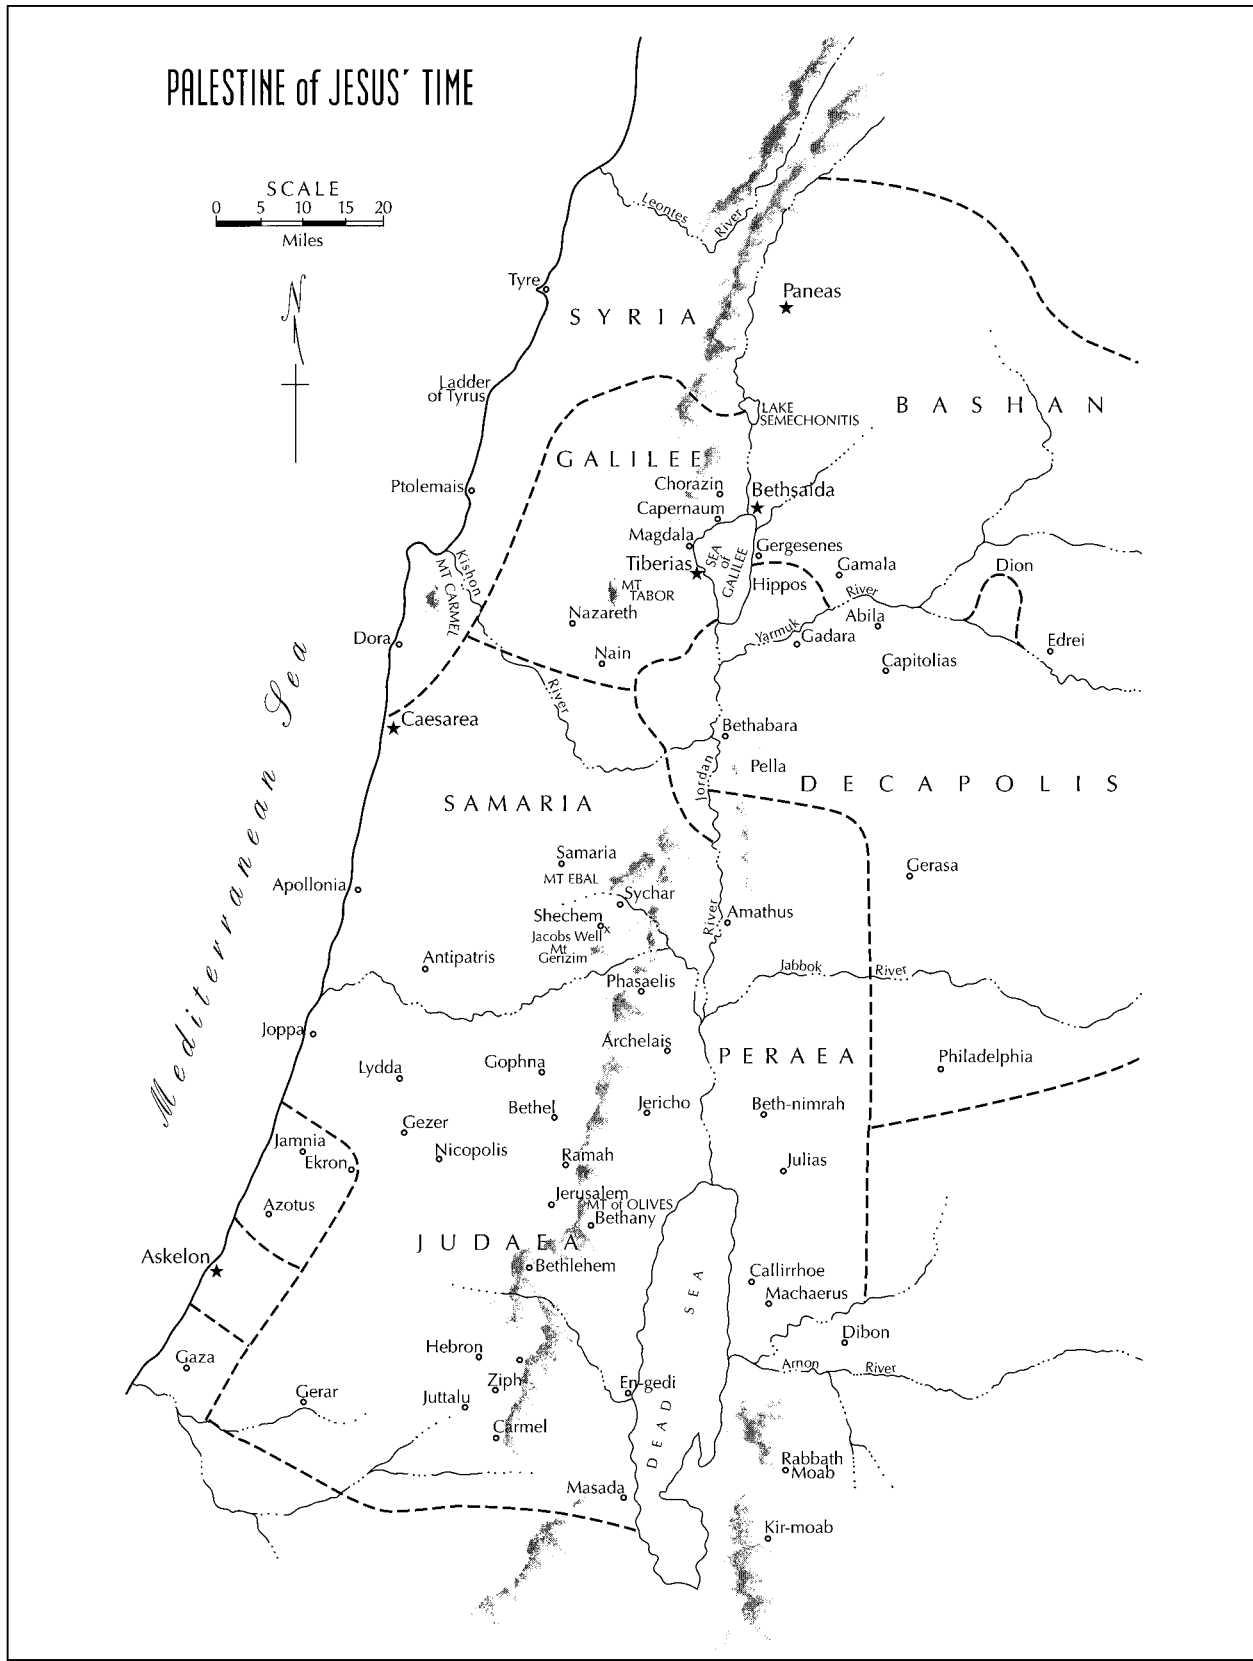 PALESTINE of JESUS' TIME
SCALE
0 5 10 15 20
Miles
N
Leontes
River
Tyre
SYRIA
Paneas
Ladder
of Tyrus
LAKE
SEMECHONITIS
BASHAN
GALILEE
Ptolemais
Chorazin
Bethsaida
Capernaum
Magdala
Gergesenes
Tiberias
SEA
of
GALILEE
Gamala
Dion
Hippos
Kishon
MT CARMEL
MT
TABOR
River
Nazareth
Abila
Yarmuk
Gadara
Dora
Edrei
Nain
Capitolias
River
Caesarea
Bethabara
Mediterranean Sea
Jordan
Pella
DECAPOLIS
SAMARIA
Samaria
MT EBAL
Gerasa
Apollonia
Sychar
Shechem
x
River
Amathus
Jacobs Well
Mt
Gerizim
Antipatris
Jabbok
River
Phasaelis
Joppa
Archelais
PERAEA
Philadelphia
Lydda
Gophna
Bethel
Jericho
Beth-nimrah
Gezer
Jamnia
Nicopolis
Ekron
Ramah
Julias
Jerusalem
MT of OLIVES
Azotus
Bethany
JUDAEA
Askelon
Bethlehem
Callirrhoe
Machaerus
DEAD SEA
Dibon
Hebron
Gaza
Arnon
River
Ziph
En-gedi
Gerar
Juttalu
Carmel
Rabbath
Moab
Masada
Kir-moab